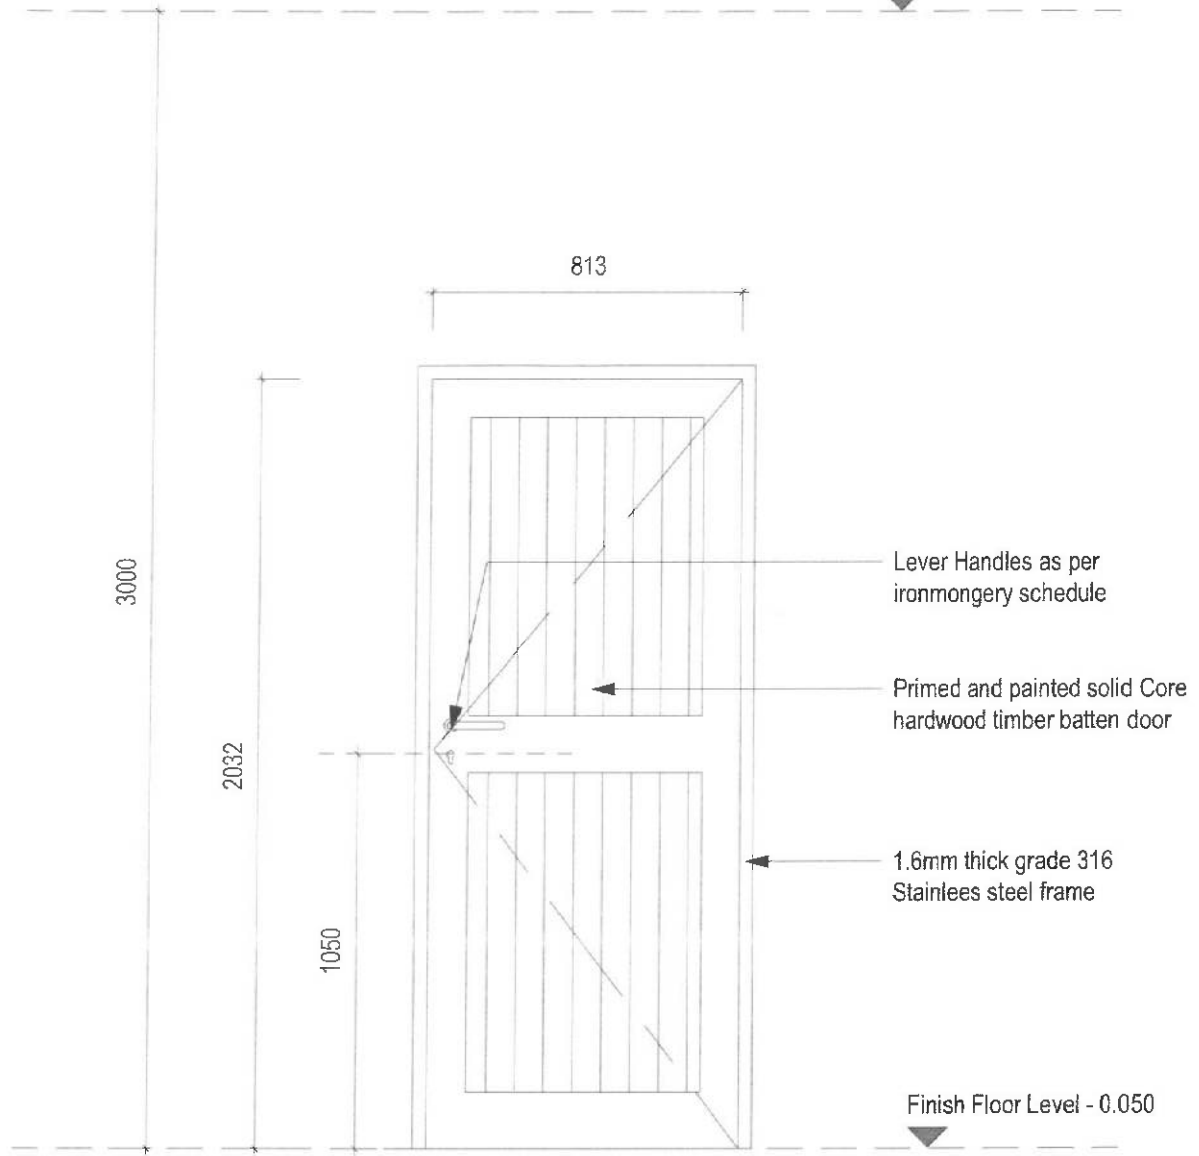 813
Lever Handles as per
ironmongery schedule
3000
Primed and painted solid Core
hardwood timber batten door
2032
1.6mm thick grade 316
Stainlees steel frame
1050
Finish Floor Level - 0.050